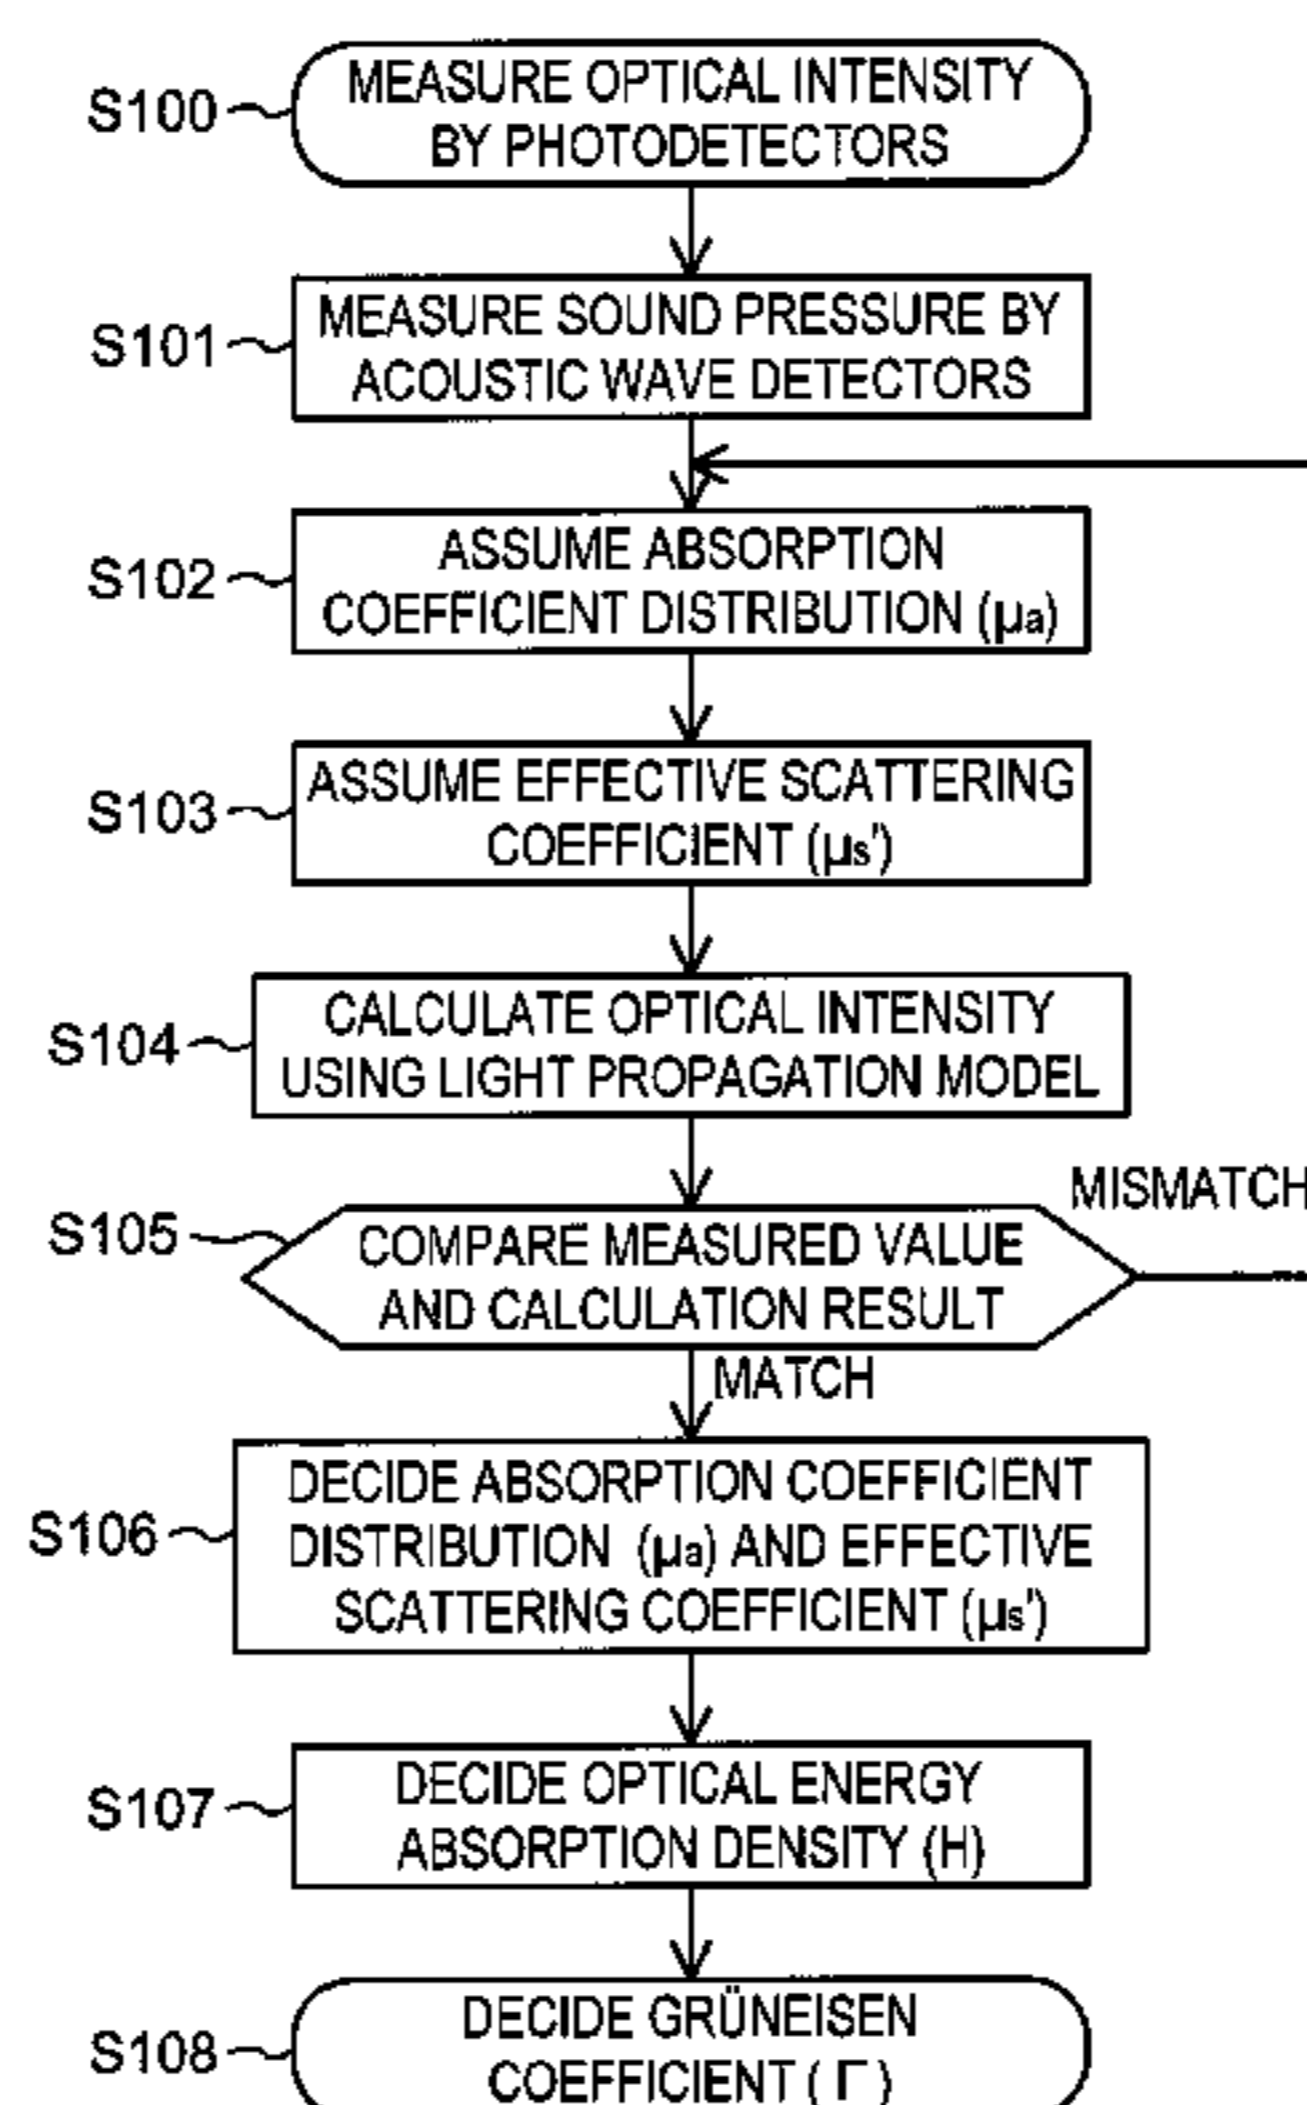 S100
MEASURE OPTICAL INTENSITY
BY PHOTODETECTORS
S101
MEASURE SOUND PRESSURE BY
ACOUSTIC WAVE DETECTORS
S102
ASSUME ABSORPTION
COEFFICIENT DISTRIBUTION (μa)
S103
ASSUME EFFECTIVE SCATTERING
COEFFICIENT (μs')
S104
CALCULATE OPTICAL INTENSITY
USING LIGHT PROPAGATION MODEL
S105
COMPARE MEASURED VALUE
AND CALCULATION RESULT
MISMATCH
MATCH
S106
DECIDE ABSORPTION COEFFICIENT
DISTRIBUTION (μa) AND EFFECTIVE
SCATTERING COEFFICIENT (μs')
S107
DECIDE OPTICAL ENERGY
ABSORPTION DENSITY (H)
S108
DECIDE GRÜNEISEN
COEFFICIENT ( Γ )